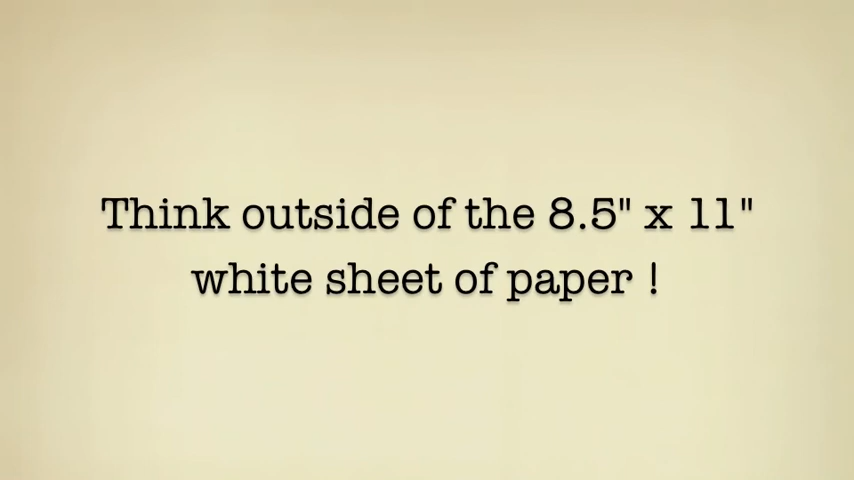 Think outside of the 8.5" x 11"
white sheet of paper !